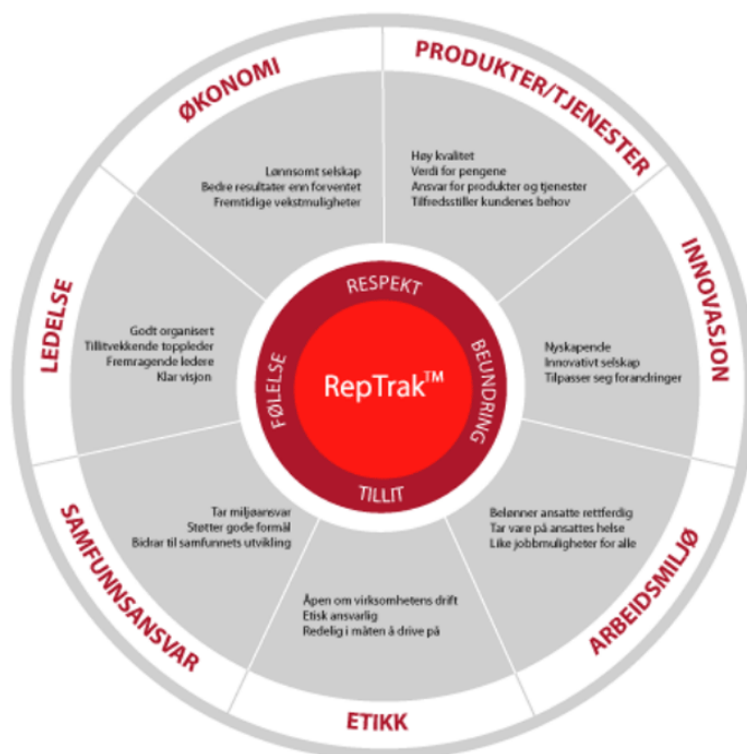 ØKONOMI
Lønnsomt selskap
Bedre resultater enn forventet
Fremtidige vekstmuligheter
PRODUKTER/TJENESTER
Høy kvalitet
Verdi for pengene
Ansvar for produkter og tjenester
Tilfredsstiller kundenes behov
INNOVASJON
Nyskapende
Innovativt selskap
Tilpasser seg forandringer
ARBEIDSMILJØ
Belønner ansatte rettferdig
Tar vare på ansattes helse
Like jobbmuligheter for alle
ETIKK
Åpen om virksomhetens drift
Etisk ansvarlig
Redelig i måten å drive på
SAMFUNNSANSVAR
Tar miljøansvar
Støtter gode formål
Bidrar til samfunnets utvikling
LEDELSE
Godt organisert
Tillitvekkende toppleder
Fremragende ledere
Klar visjon
RESPEKT
BEUNDRING
TILLIT
FØLELSE
RepTrak™